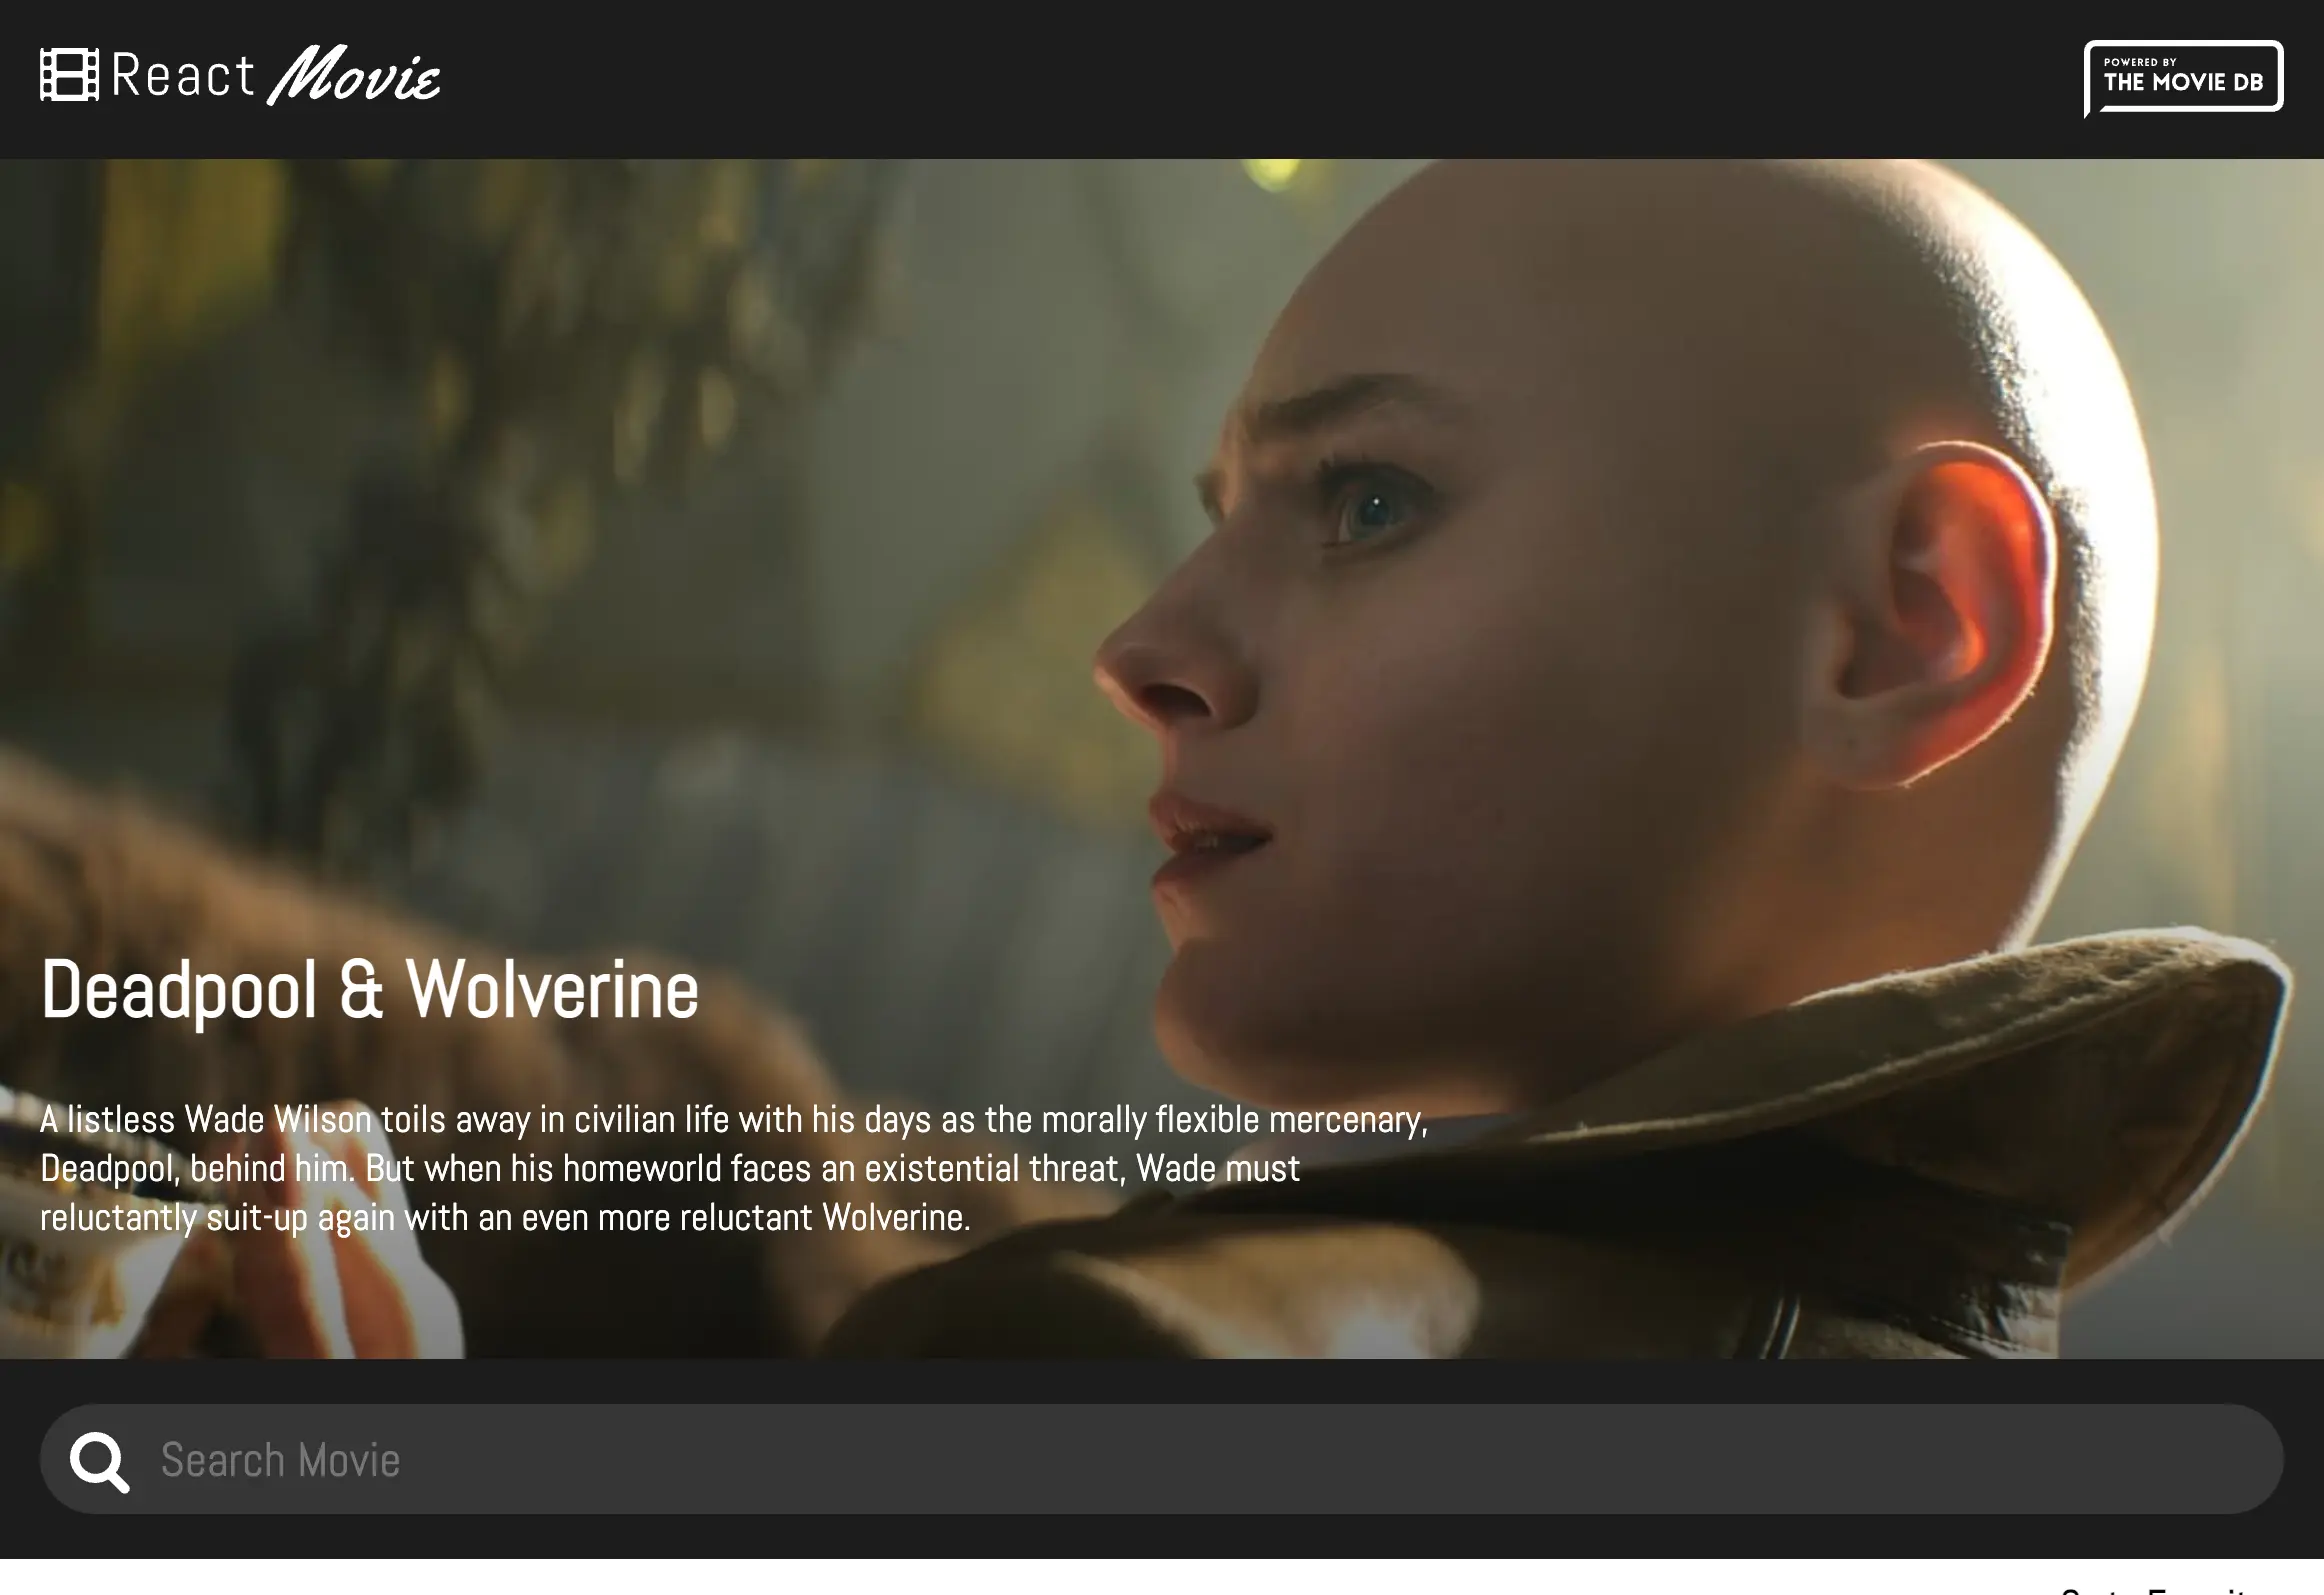 React Movie
POWERED BY
THE MOVIE DB
Deadpool & Wolverine
A listless Wade Wilson toils away in civilian life with his days as the morally flexible mercenary,
Deadpool, behind him. But when his homeworld faces an existential threat, Wade must
reluctantly suit-up again with an even more reluctant Wolverine.
Search Movie